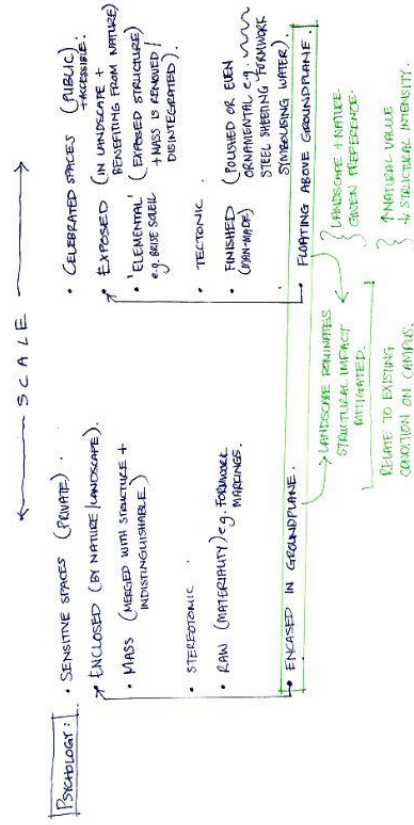 ← SCALE →
PSYCHOLOGY:
• SENSITIVE SPACES (PRIVATE).
• ENCLOSED (BY NATURE/LANDSCAPE).
• MASS (MERGED WITH STRUCTURE +
INDISTINGUISHABLE)
• STEREOTOMIC.
• RAW (MATERIALITY) e.g. FORMWORK
MARKINGS.
• ENCASED IN GROUNDPLANE.
• CELEBRATED SPACES (PUBLIC)
+ACCESSIBLE.
• EXPOSED (IN LANDSCAPE +
BENEFITING FROM NATURE)
• 'ELEMENTAL' (EXPOSED STRUCTURE)
e.g. BRISE SOLEIL + MASS IS REMOVED/
DISINTEGRATED).
• TECTONIC
• FINISHED (POLISHED OR EVEN
(MAN-MADE) ORNAMENTAL e.g.
STEEL SHEETING FORMWORK
SYMBOLISING WATER).
• FLOATING ABOVE GROUNDPLANE.
→ LANDSCAPE DOMINATES
STRUCTURAL IMPACT
MITIGATED.
RELATE TO EXISTING
CONDITION ON CAMPUS.
} LANDSCAPE + NATURE
GIVEN PREFERENCE.
} ↑ NATURAL VALUE
↓ STRUCTURAL INTENSITY.